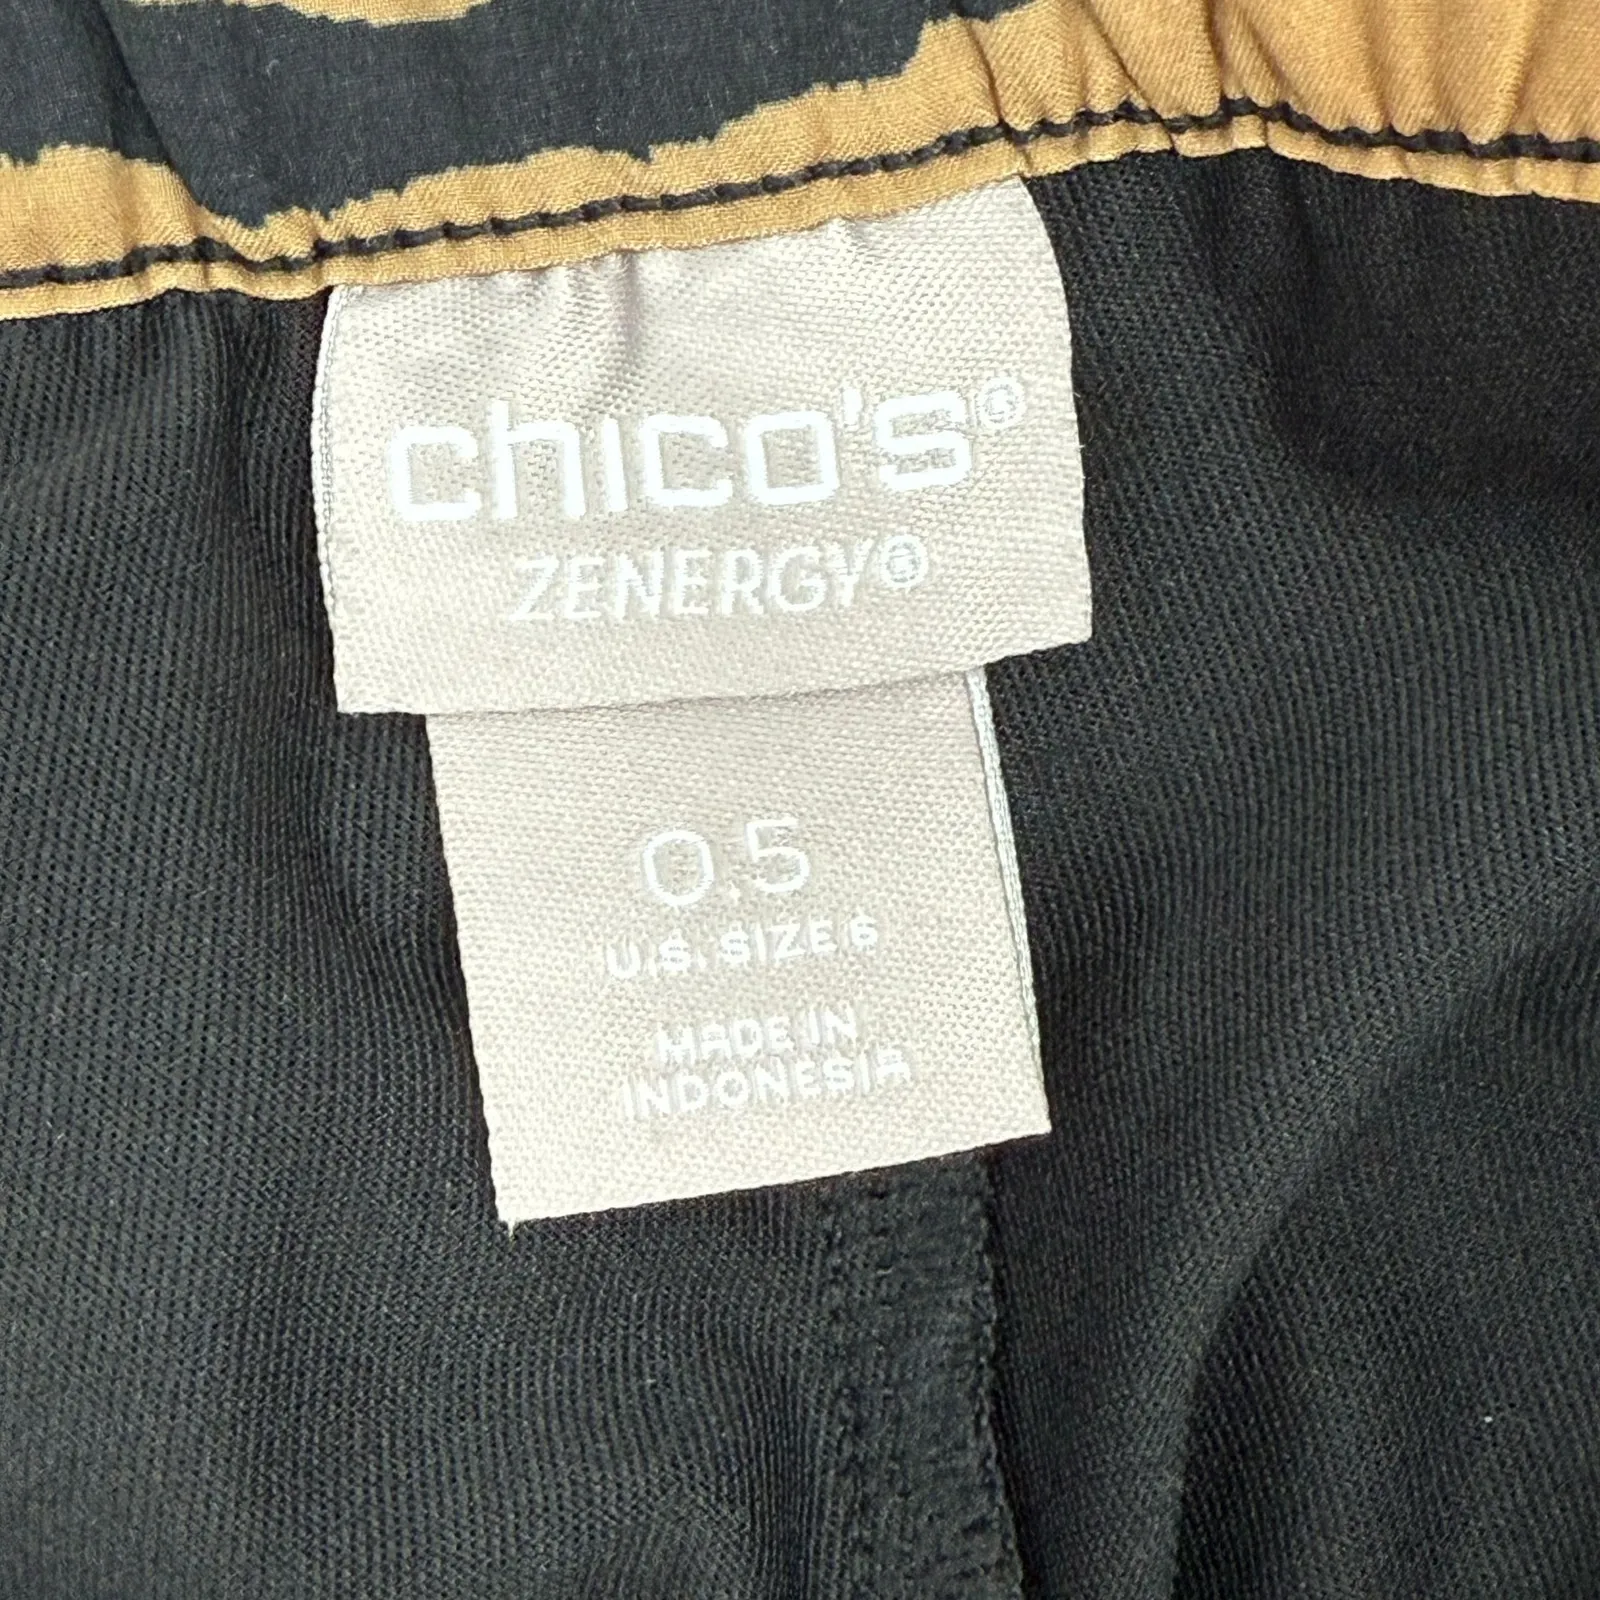 chico's®
ZENERGY®
0.5
U.S. SIZE 6
MADE IN
INDONESIA